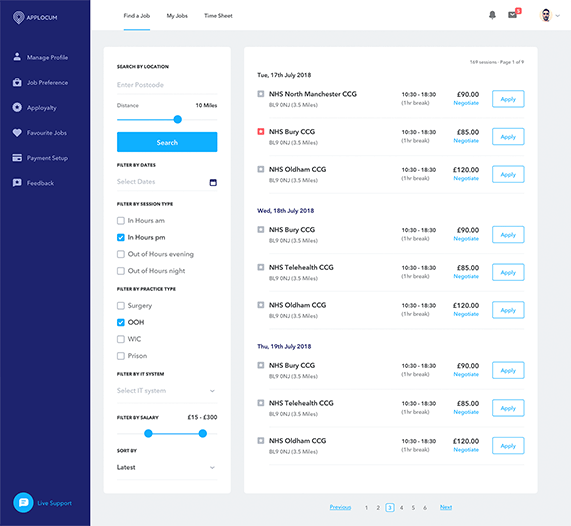 APPLOCUM
Find a Job
My Jobs
Time Sheet
5
Manage Profile
Job Preference
Apployalty
Favourite Jobs
Payment Setup
Feedback
Live Support
SEARCH BY LOCATION
Enter Postcode
Distance 10 Miles
Search
FILTER BY DATES
Select Dates
FILTER BY SESSION TYPE
In Hours am
In Hours pm
Out of Hours evening
Out of Hours night
FILTER BY PRACTICE TYPE
Surgery
OOH
WIC
Prison
FILTER BY IT SYSTEM
Select IT system
FILTER BY SALARY £15 - £300
SORT BY
Latest
169 sessions · Page 1 of 9
Tue, 17th July 2018
NHS North Manchester CCG 10:30 - 18:30 £90.00 Apply
BL9 0NJ (3.5 Miles) (1hr break) Negotiate
NHS Bury CCG 10:30 - 18:30 £85.00 Apply
BL9 0NJ (3.5 Miles) (1hr break) Negotiate
NHS Oldham CCG 10:30 - 18:30 £120.00 Apply
BL9 0NJ (3.5 Miles) (1hr break) Negotiate
Wed, 18th July 2018
NHS Bury CCG 10:30 - 18:30 £90.00 Apply
BL9 0NJ (3.5 Miles) (1hr break) Negotiate
NHS Telehealth CCG 10:30 - 18:30 £85.00 Apply
BL9 0NJ (3.5 Miles) (1hr break) Negotiate
NHS Oldham CCG 10:30 - 18:30 £120.00 Apply
BL9 0NJ (3.5 Miles) (1hr break) Negotiate
Thu, 19th July 2018
NHS Bury CCG 10:30 - 18:30 £90.00 Apply
BL9 0NJ (3.5 Miles) (1hr break) Negotiate
NHS Telehealth CCG 10:30 - 18:30 £85.00 Apply
BL9 0NJ (3.5 Miles) (1hr break) Negotiate
NHS Oldham CCG 10:30 - 18:30 £120.00 Apply
BL9 0NJ (3.5 Miles) (1hr break) Negotiate
Previous 1 2 3 4 5 6 Next